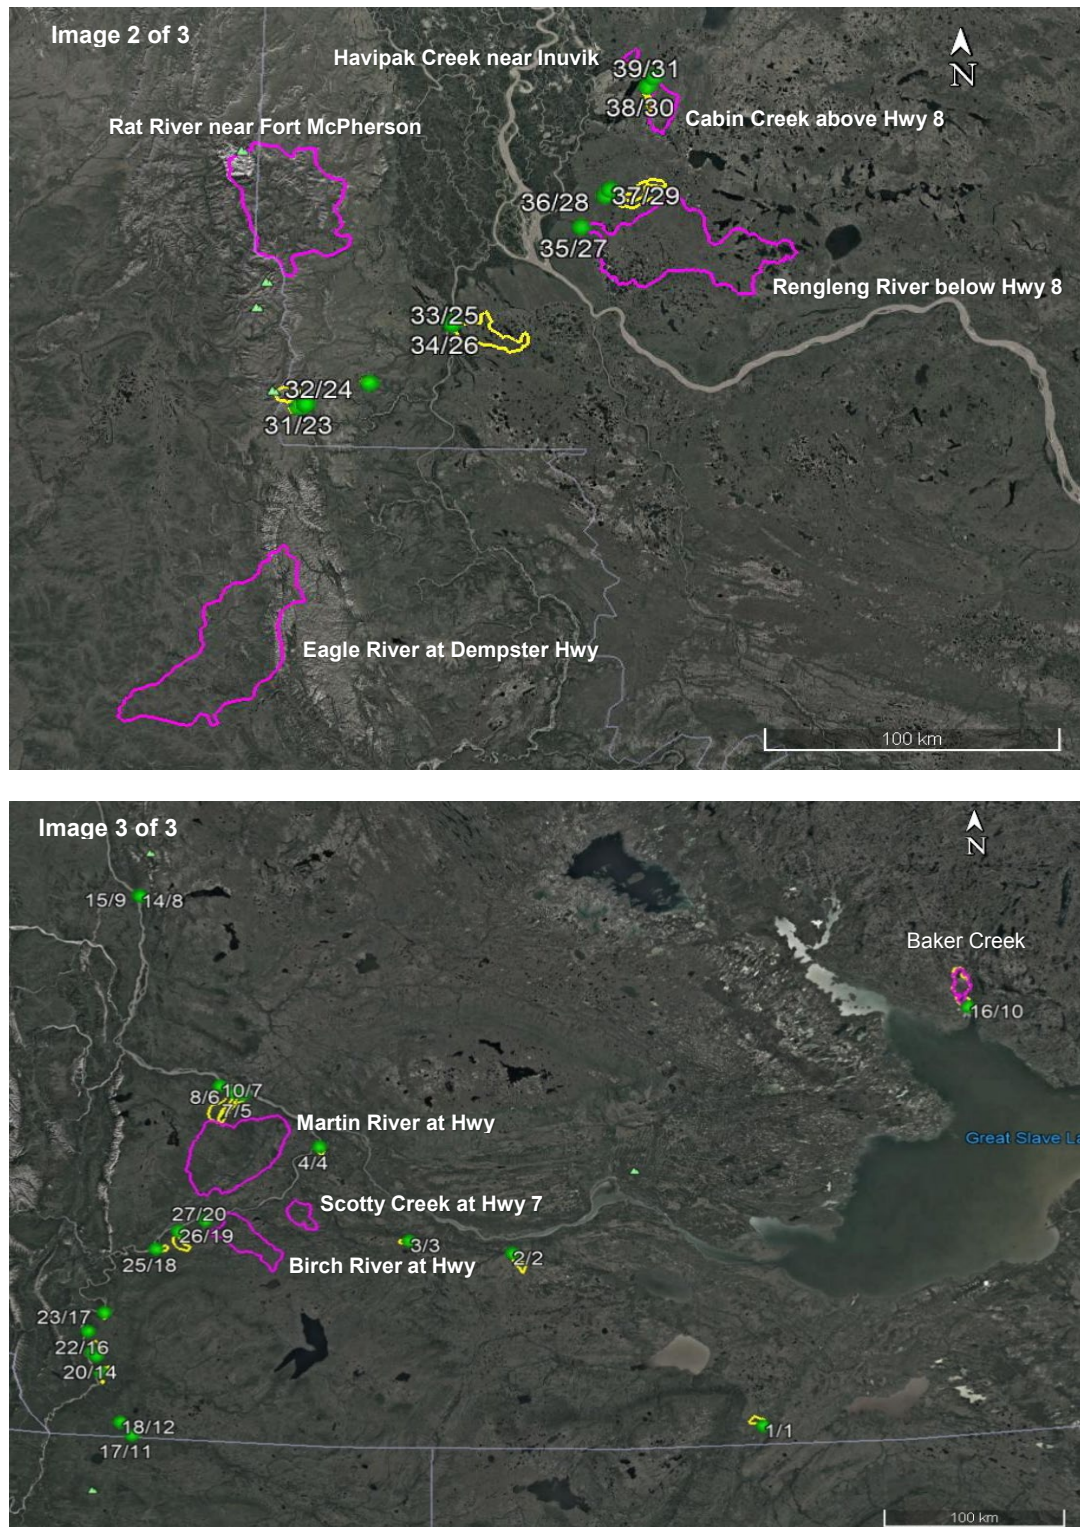 Image 2 of 3
Havipak Creek near Inuvik
39/31
N
38/30
Cabin Creek above Hwy 8
Rat River near Fort McPherson
37/29
36/28
35/27
Rengleng River below Hwy 8
33/25
34/26
32/24
31/23
Eagle River at Dempster Hwy
100 km
Image 3 of 3
N
15/9
14/8
Baker Creek
16/10
10/7
8/6
7/5
Martin River at Hwy
Great Slave La
4/4
Scotty Creek at Hwy 7
27/20
26/19
3/3
25/18
Birch River at Hwy
2/2
23/17
22/16
20/14
18/12
1/1
17/11
100 km